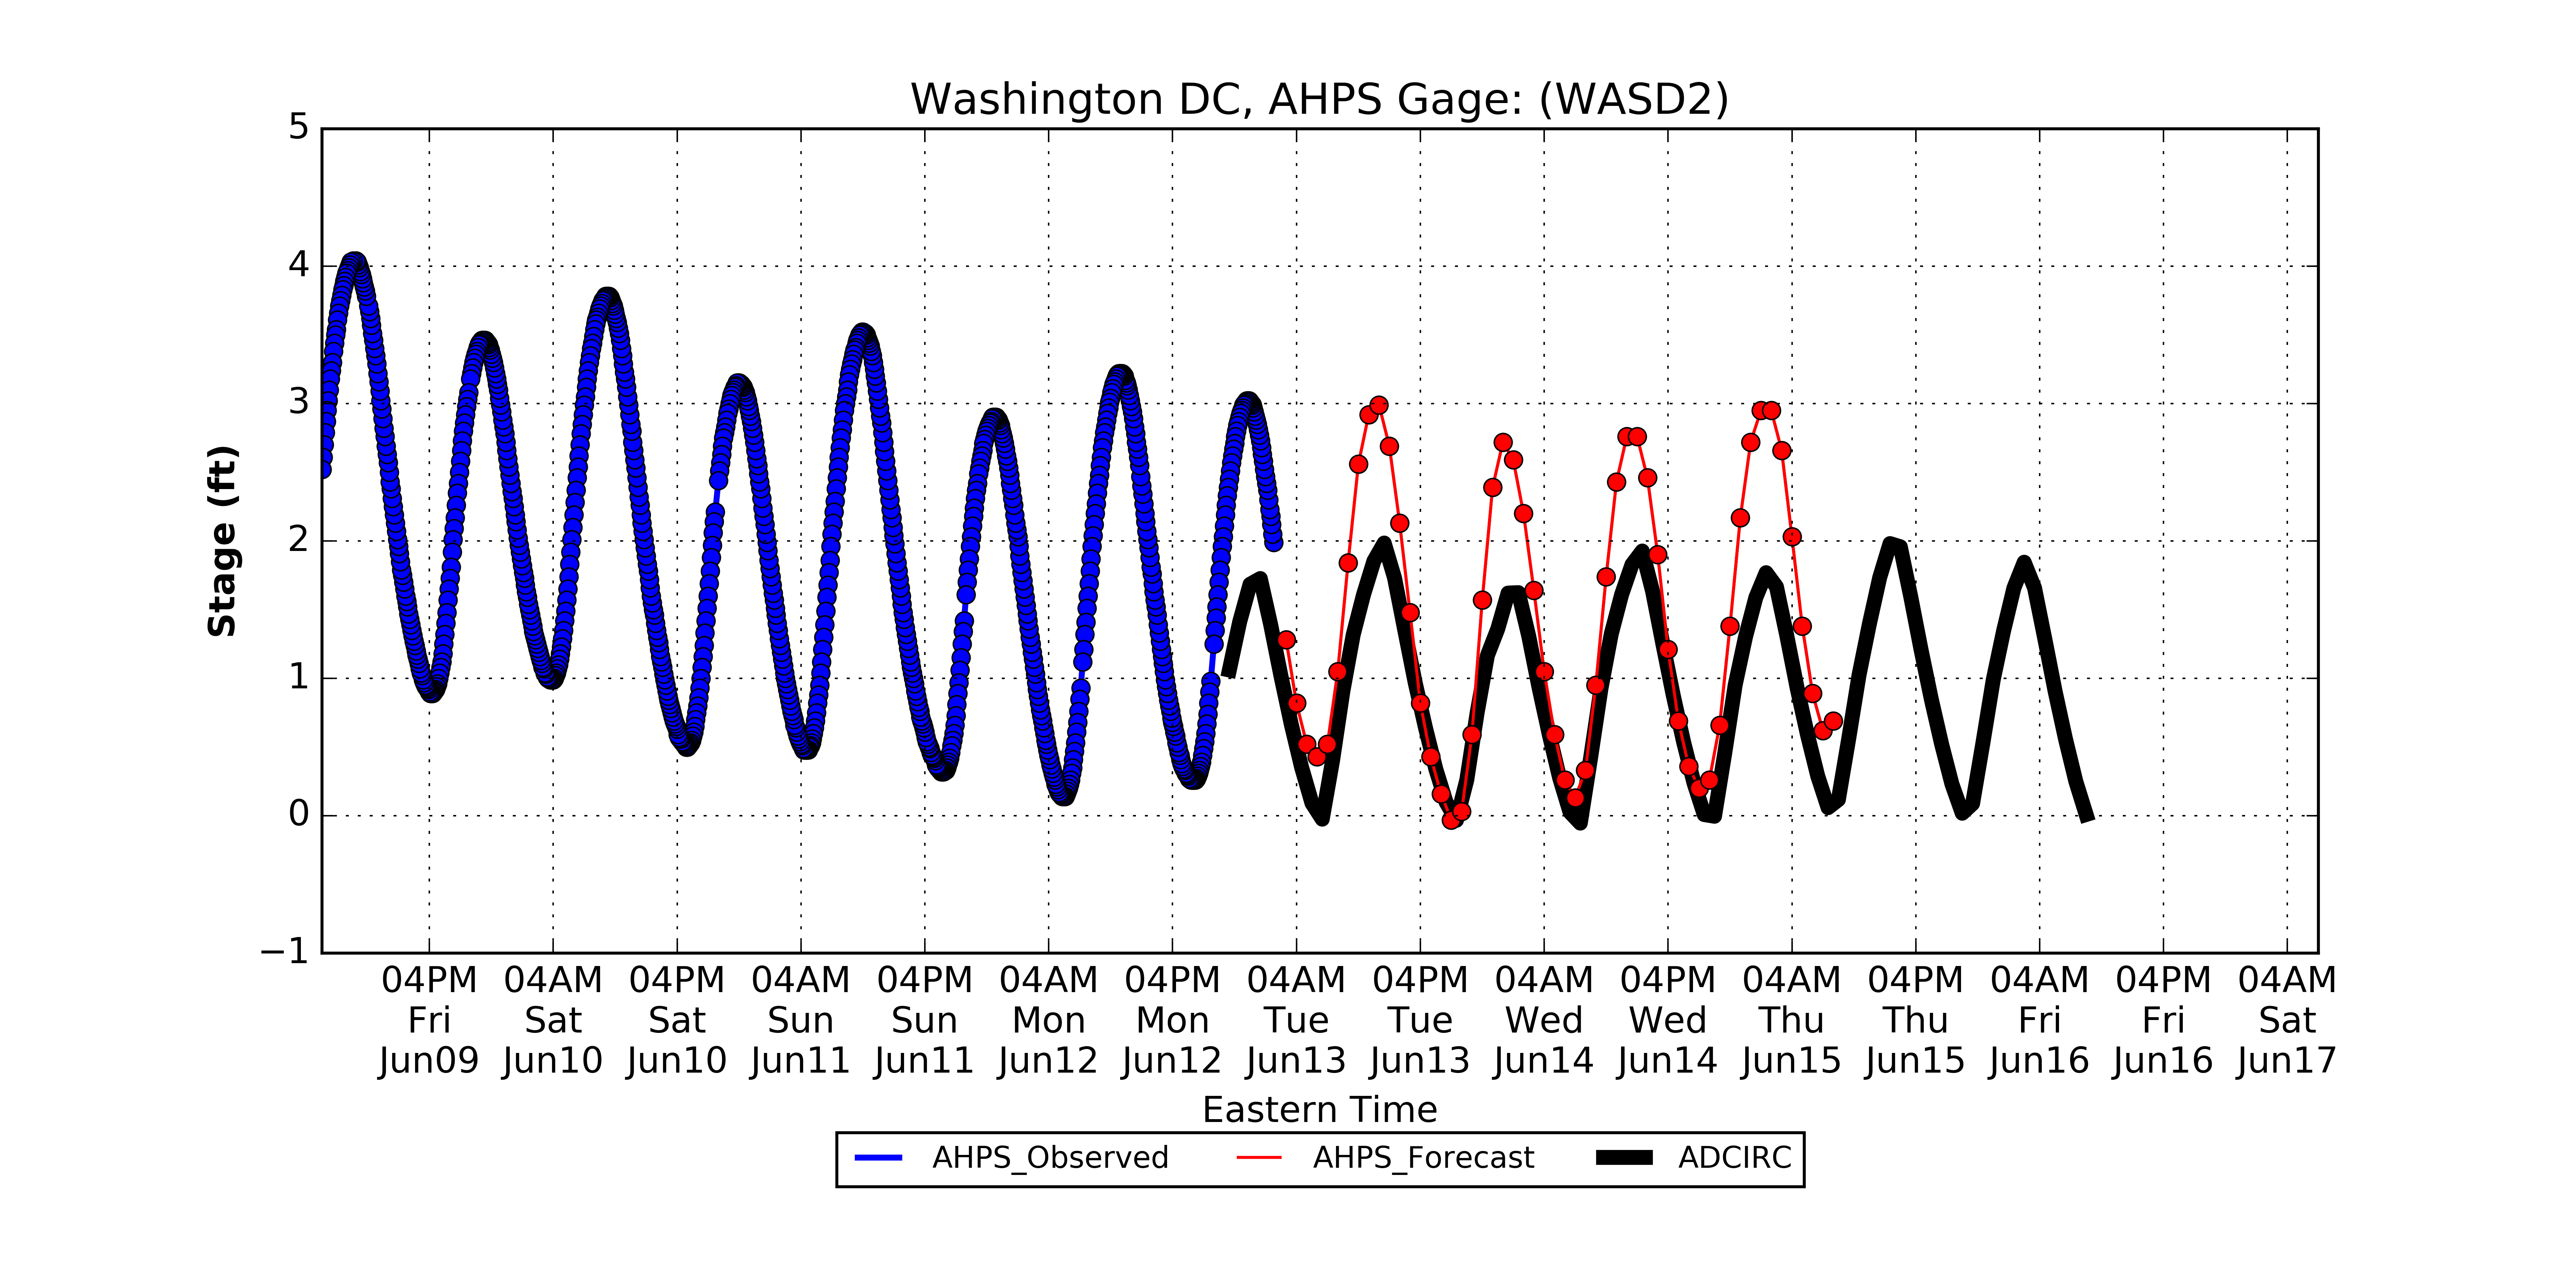 Washington DC, AHPS Gage: (WASD2)
5
4
3
2
1
0
−1
Stage (ft)
04PM 04AM 04PM 04AM 04PM 04AM 04PM 04AM 04PM 04AM 04PM 04AM 04PM 04AM 04PM 04AM
Fri Sat Sat Sun Sun Mon Mon Tue Tue Wed Wed Thu Thu Fri Fri Sat
Jun09 Jun10 Jun10 Jun11 Jun11 Jun12 Jun12 Jun13 Jun13 Jun14 Jun14 Jun15 Jun15 Jun16 Jun16 Jun17
Eastern Time
AHPS_Observed AHPS_Forecast ADCIRC